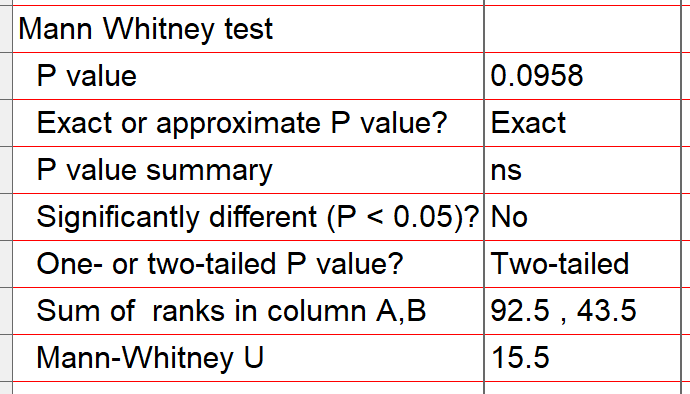 Mann Whitney test
P value 0.0958
Exact or approximate P value? Exact
P value summary ns
Significantly different (P < 0.05)? No
One- or two-tailed P value? Two-tailed
Sum of  ranks in column A,B 92.5 , 43.5
Mann-Whitney U 15.5